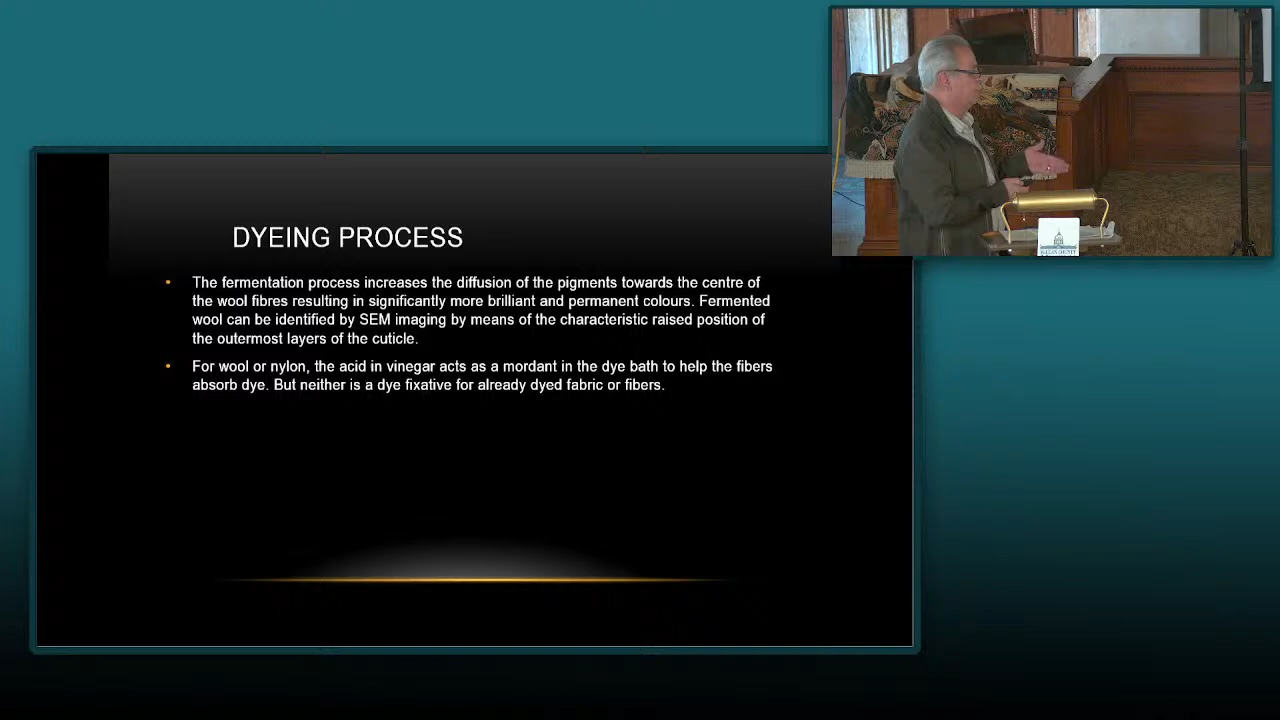 DYEING PROCESS
• The fermentation process increases the diffusion of the pigments towards the centre of
the wool fibres resulting in significantly more brilliant and permanent colours. Fermented
wool can be identified by SEM imaging by means of the characteristic raised position of
the outermost layers of the cuticle.
• For wool or nylon, the acid in vinegar acts as a mordant in the dye bath to help the fibers
absorb dye. But neither is a dye fixative for already dyed fabric or fibers.
McLEAN COUNTY